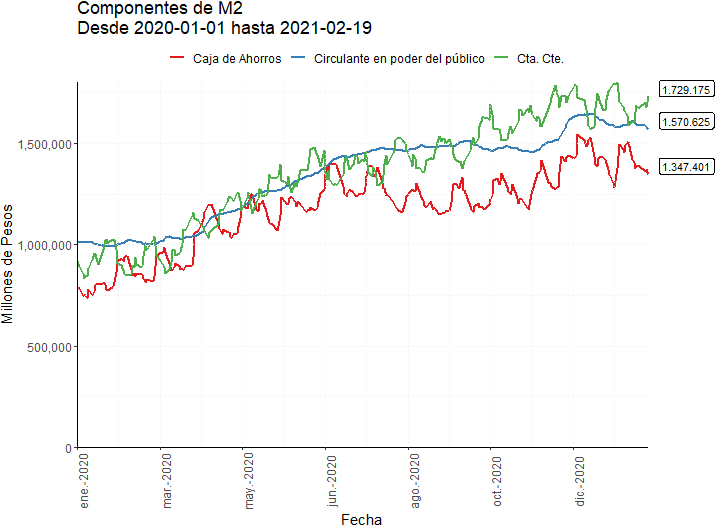 Componentes de M2
Desde 2020-01-01 hasta 2021-02-19
Caja de Ahorros Circulante en poder del público Cta. Cte.
1.729.175
1.570.625
1.347.401
1,500,000
1,000,000
500,000
0
Millones de Pesos
ene.-2020 mar.-2020 may.-2020 jun.-2020 ago.-2020 oct.-2020 dic.-2020
Fecha